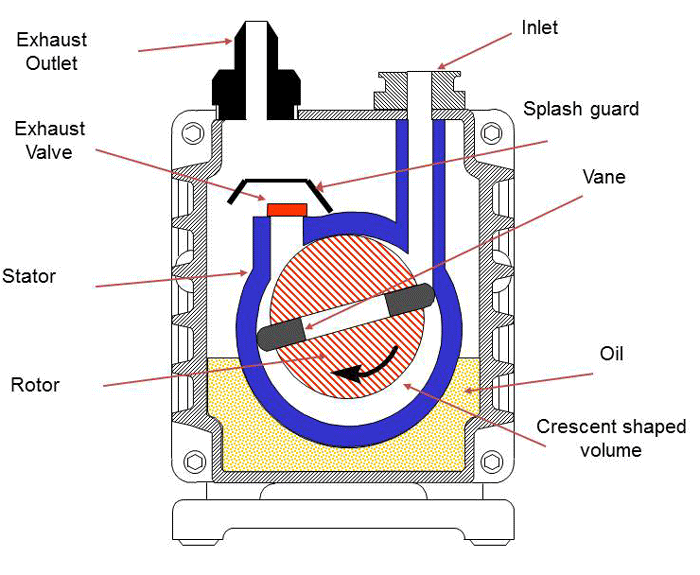 Exhaust
Outlet
Inlet
Splash guard
Exhaust
Valve
Vane
Stator
Oil
Rotor
Crescent shaped
volume